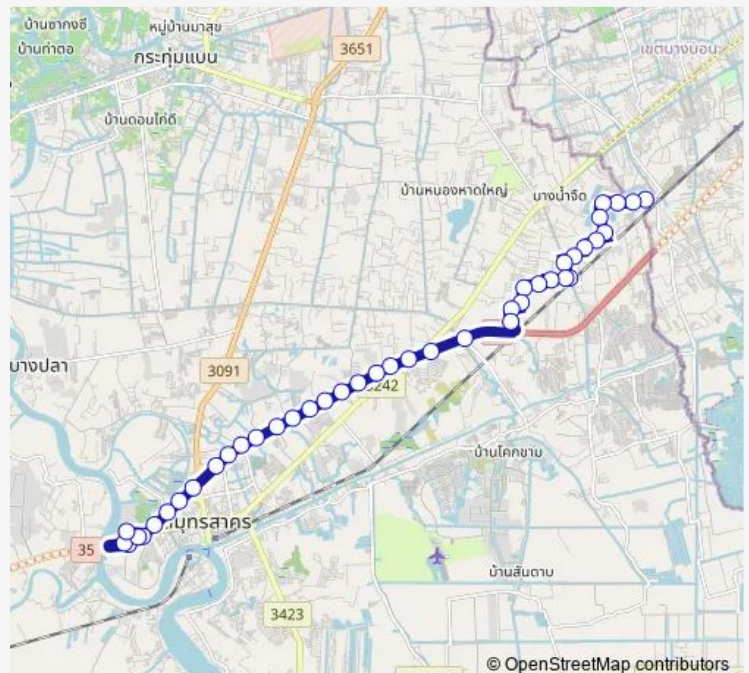 บ้านซากงซี
หมู่บ้านมาสุข
บ้านท่าตอ
กระทุ่มแบน
3651
เขตบางบอน
บ้านดอนไก่ดี
บ้านหนองหาดใหญ่
บางน้ำจืด
บางปลา
3091
3242
บ้านโคกขาม
มุทรสาคร
35
บ้านสันดาบ
3423
© OpenStreetMap contributors